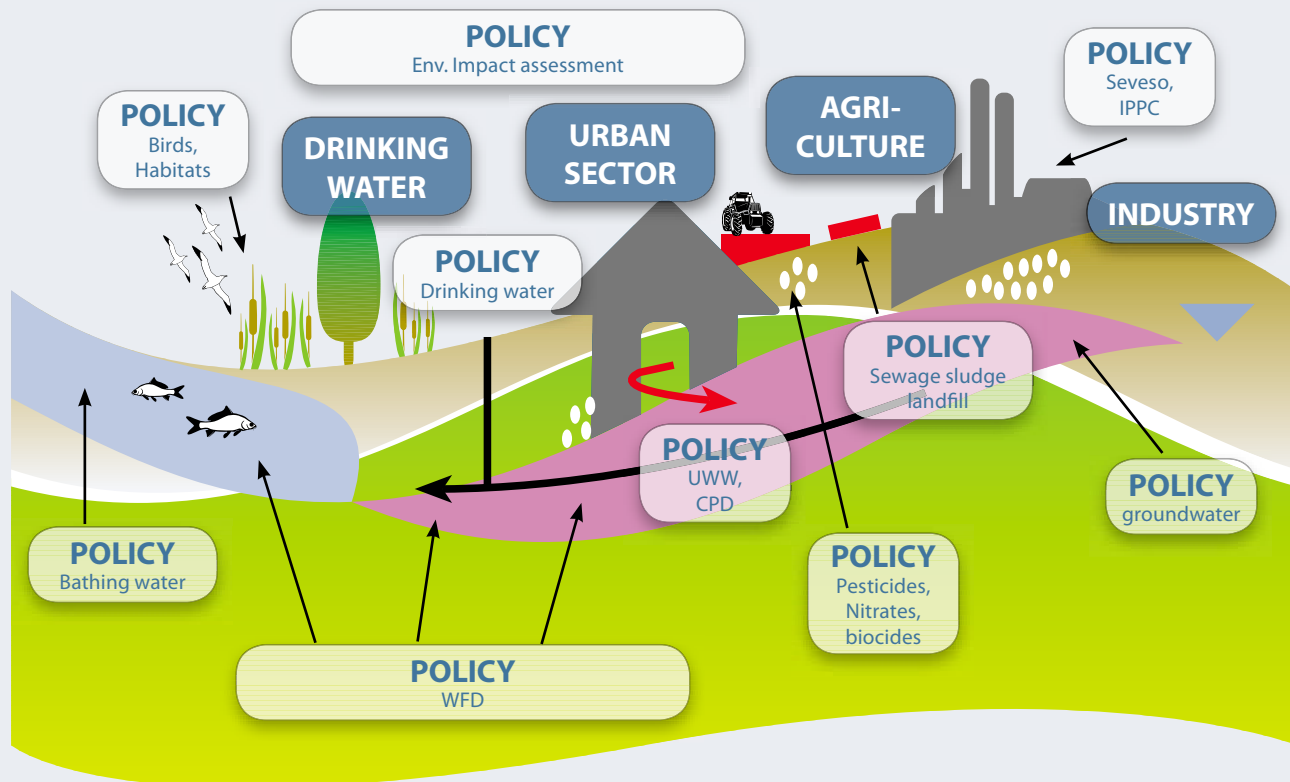 POLICY
Env. Impact assessment
POLICY
Seveso,
IPPC
POLICY
Birds,
Habitats
DRINKING
WATER
URBAN
SECTOR
AGRI-
CULTURE
INDUSTRY
POLICY
Drinking water
POLICY
Sewage sludge
landfill
POLICY
UWW,
CPD
POLICY
groundwater
POLICY
Bathing water
POLICY
Pesticides,
Nitrates,
biocides
POLICY
WFD